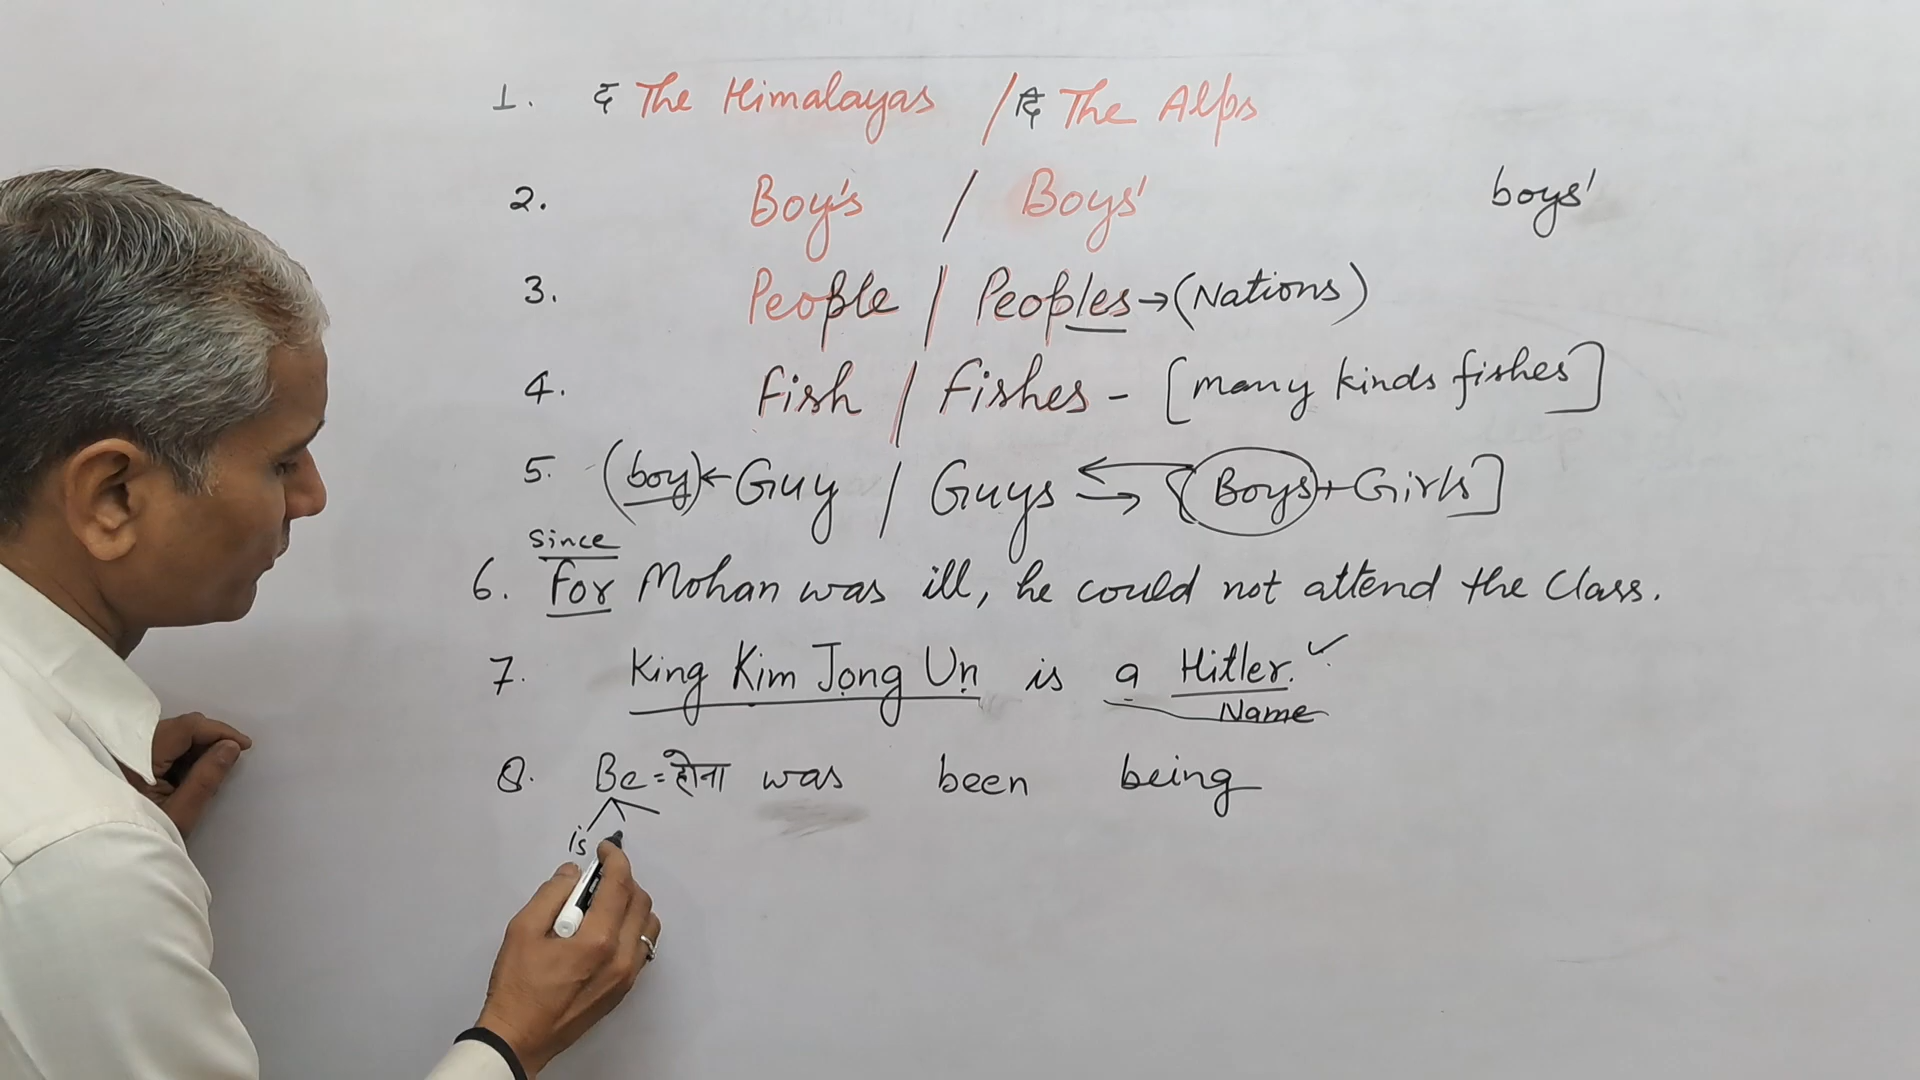 1. द The Himalayas / दि The Alps
2. Boy's / Boys' boys'
3. People / Peoples → (Nations)
4. Fish / Fishes - [many kinds fishes]
5. (boy) ← Guy / Guys ⇄ [Boys + Girls]
Since
6. For Mohan was ill, he could not attend the Class.
7. King Kim Jong Un is a Hitler. ✓
Name
8. Be = होना was been being
is